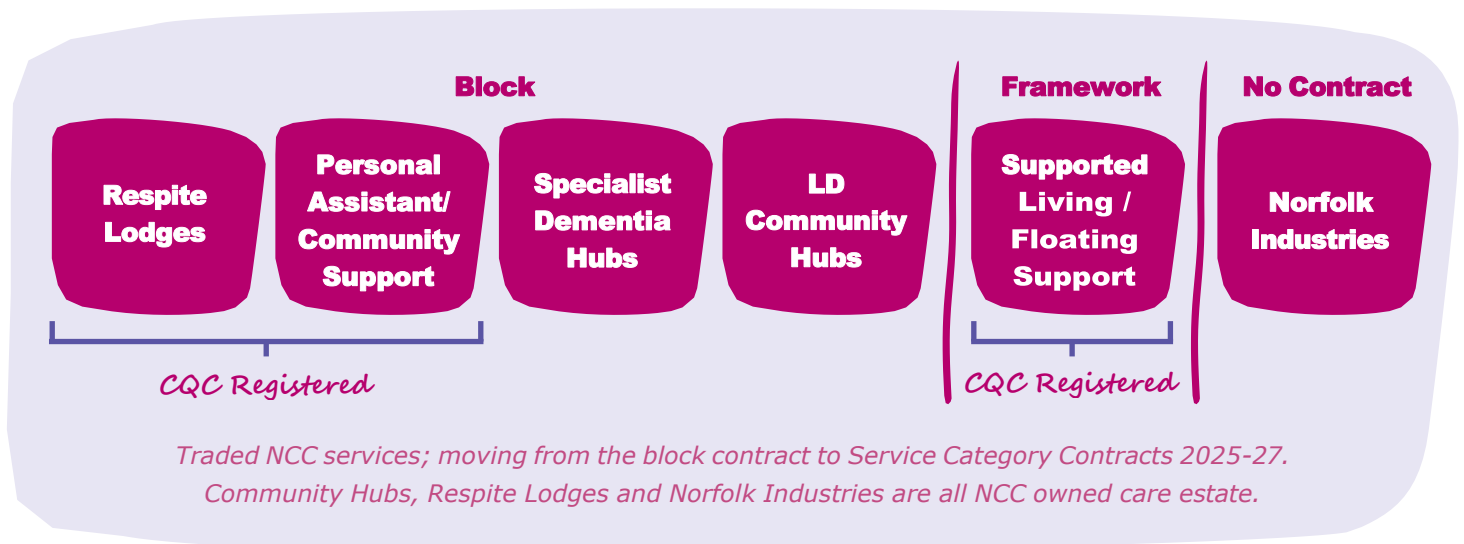 Block
Framework
No Contract
Respite
Lodges
Personal
Assistant/
Community
Support
Specialist
Dementia
Hubs
LD
Community
Hubs
Supported
Living /
Floating
Support
Norfolk
Industries
CQC Registered
CQC Registered
Traded NCC services; moving from the block contract to Service Category Contracts 2025-27.
Community Hubs, Respite Lodges and Norfolk Industries are all NCC owned care estate.